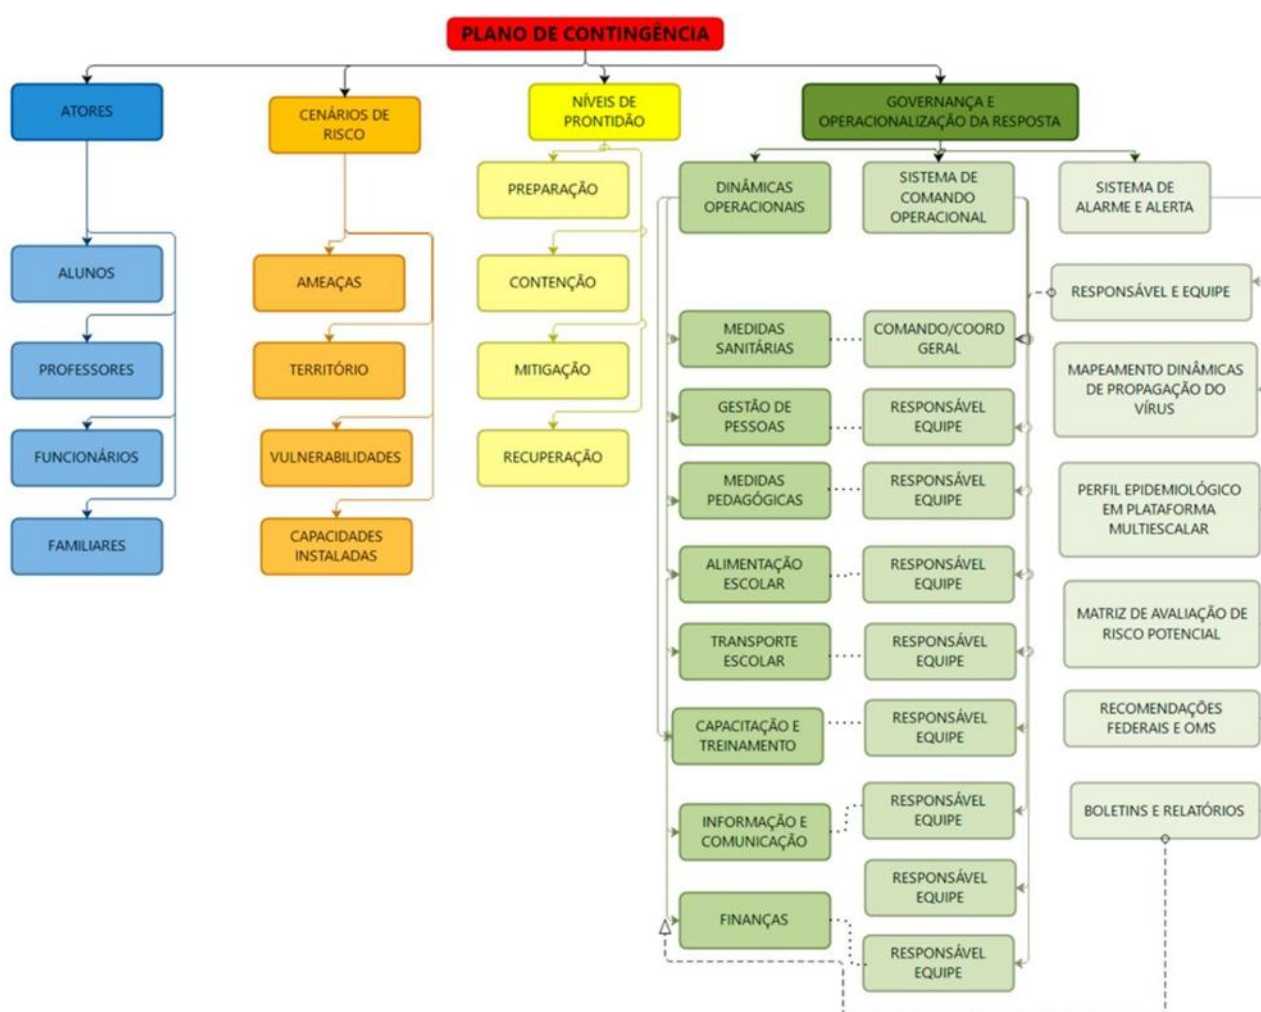 PLANO DE CONTINGÊNCIA
ATORES
ALUNOS
PROFESSORES
FUNCIONÁRIOS
FAMILIARES
CENÁRIOS DE
RISCO
AMEAÇAS
TERRITÓRIO
VULNERABILIDADES
CAPACIDADES
INSTALADAS
NÍVEIS DE
PRONTIDÃO
PREPARAÇÃO
CONTENÇÃO
MITIGAÇÃO
RECUPERAÇÃO
GOVERNANÇA E
OPERACIONALIZAÇÃO DA RESPOSTA
DINÂMICAS
OPERACIONAIS
MEDIDAS
SANITÁRIAS
GESTÃO DE
PESSOAS
MEDIDAS
PEDAGÓGICAS
ALIMENTAÇÃO
ESCOLAR
TRANSPORTE
ESCOLAR
CAPACITAÇÃO E
TREINAMENTO
INFORMAÇÃO E
COMUNICAÇÃO
FINANÇAS
SISTEMA DE
COMANDO
OPERACIONAL
COMANDO/COORD
GERAL
RESPONSÁVEL
EQUIPE
RESPONSÁVEL
EQUIPE
RESPONSÁVEL
EQUIPE
RESPONSÁVEL
EQUIPE
RESPONSÁVEL
EQUIPE
RESPONSÁVEL
EQUIPE
RESPONSÁVEL
EQUIPE
RESPONSÁVEL
EQUIPE
SISTEMA DE
ALARME E ALERTA
RESPONSÁVEL E EQUIPE
MAPEAMENTO DINÂMICAS
DE PROPAGAÇÃO DO
VÍRUS
PERFIL EPIDEMIOLÓGICO
EM PLATAFORMA
MULTIESCALAR
MATRIZ DE AVALIAÇÃO DE
RISCO POTENCIAL
RECOMENDAÇÕES
FEDERAIS E OMS
BOLETINS E RELATÓRIOS